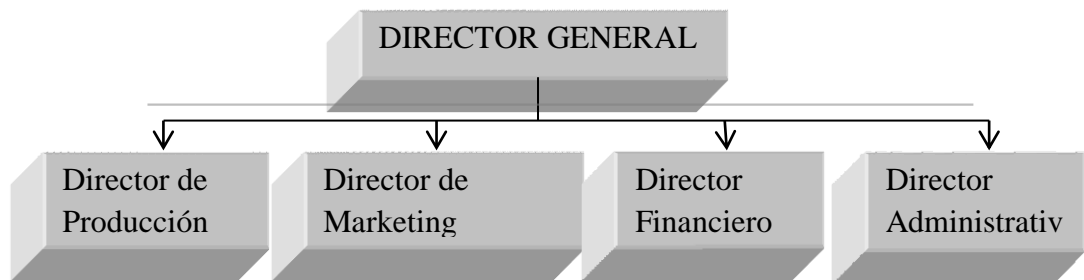 DIRECTOR GENERAL
Director de
Producción
Director de
Marketing
Director
Financiero
Director
Administrativ